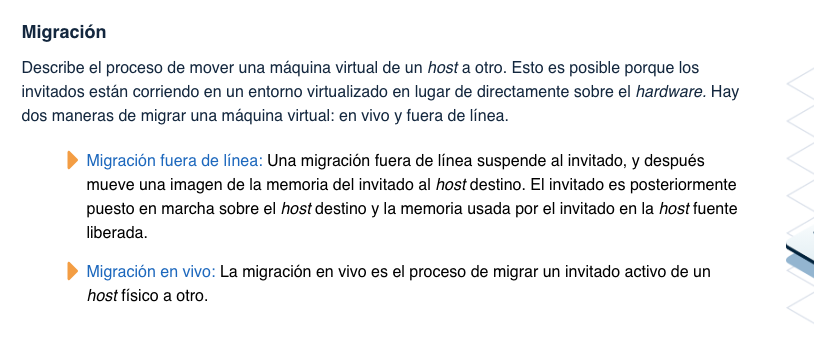 Migración
Describe el proceso de mover una máquina virtual de un host a otro. Esto es posible porque los
invitados están corriendo en un entorno virtualizado en lugar de directamente sobre el hardware. Hay
dos maneras de migrar una máquina virtual: en vivo y fuera de línea.
Migración fuera de línea: Una migración fuera de línea suspende al invitado, y después
mueve una imagen de la memoria del invitado al host destino. El invitado es posteriormente
puesto en marcha sobre el host destino y la memoria usada por el invitado en la host fuente
liberada.
Migración en vivo: La migración en vivo es el proceso de migrar un invitado activo de un
host físico a otro.